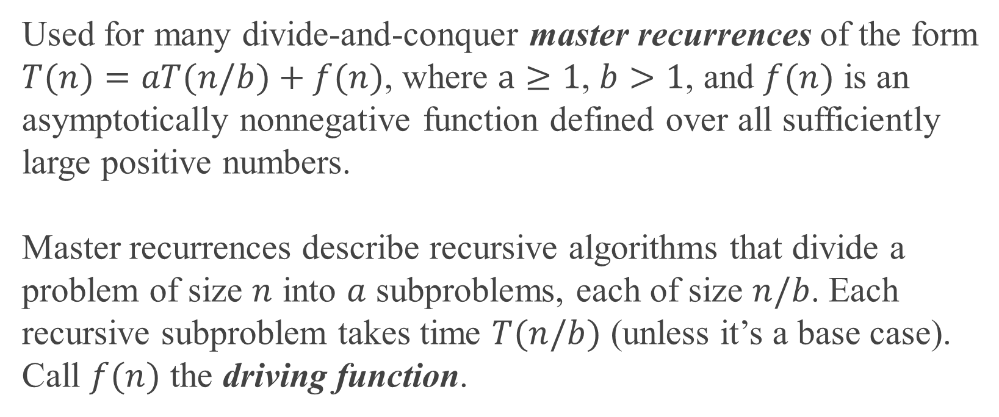 Used for many divide-and-conquer master recurrences of the form
T(n) = aT(n/b) + f(n), where a ≥ 1, b > 1, and f(n) is an
asymptotically nonnegative function defined over all sufficiently
large positive numbers.
Master recurrences describe recursive algorithms that divide a
problem of size n into a subproblems, each of size n/b. Each
recursive subproblem takes time T(n/b) (unless it’s a base case).
Call f(n) the driving function.